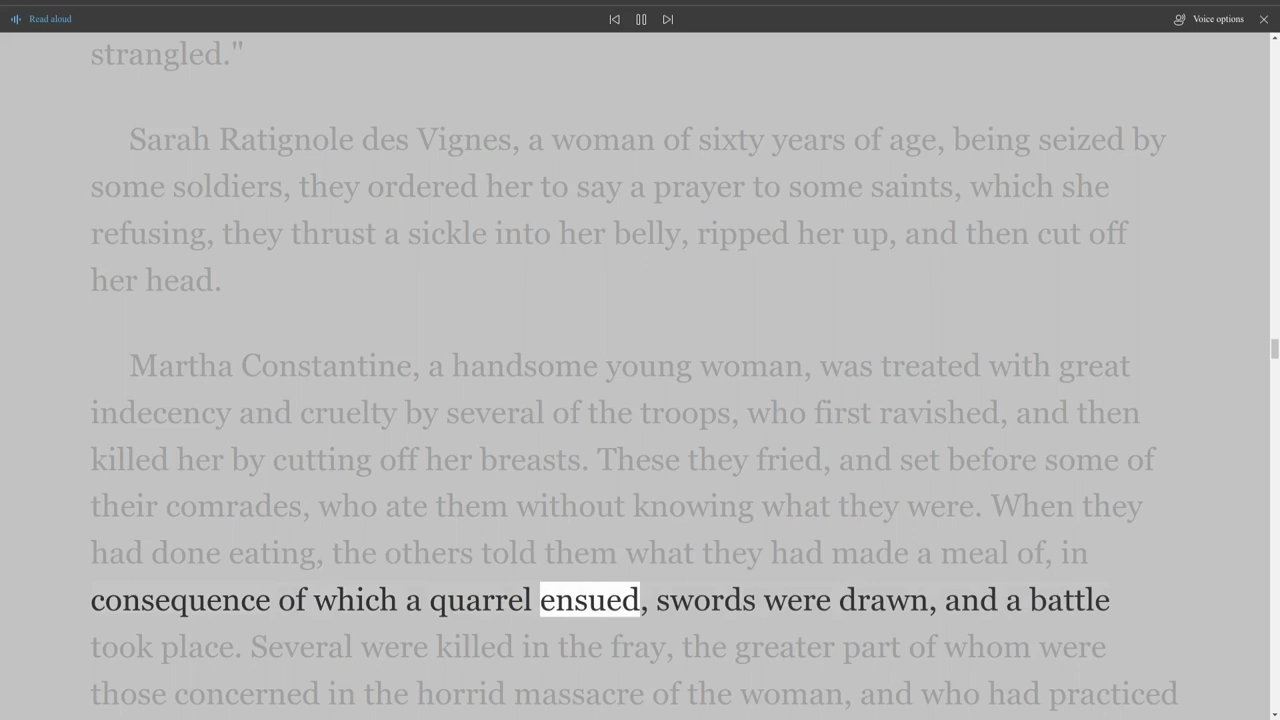 Read aloud
Voice options
strangled."
Sarah Ratignole des Vignes, a woman of sixty years of age, being seized by
some soldiers, they ordered her to say a prayer to some saints, which she
refusing, they thrust a sickle into her belly, ripped her up, and then cut off
her head.
Martha Constantine, a handsome young woman, was treated with great
indecency and cruelty by several of the troops, who first ravished, and then
killed her by cutting off her breasts. These they fried, and set before some of
their comrades, who ate them without knowing what they were. When they
had done eating, the others told them what they had made a meal of, in
consequence of which a quarrel ensued, swords were drawn, and a battle
took place. Several were killed in the fray, the greater part of whom were
those concerned in the horrid massacre of the woman, and who had practiced